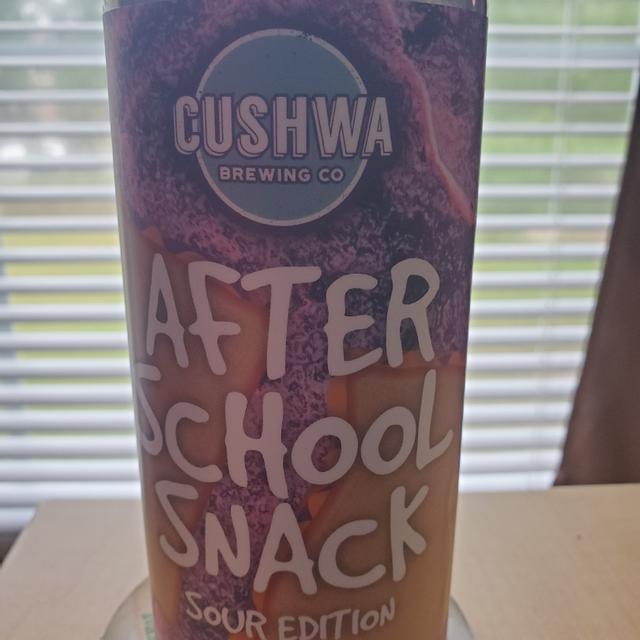 CUSHWA
BREWING CO
AFTER
SCHOOL
SNACK
SOUR EDITION